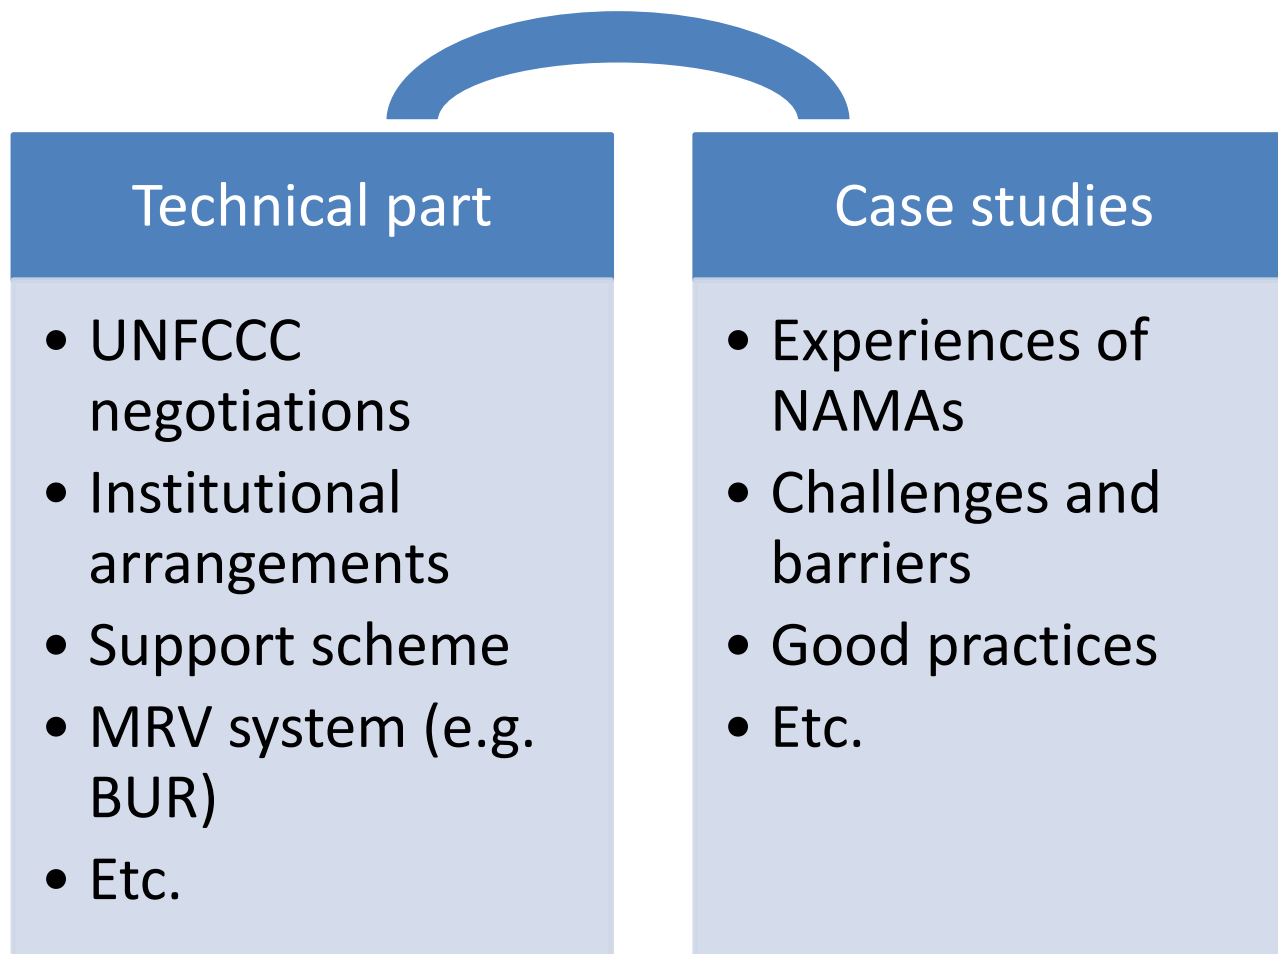 Technical part
• UNFCCC
negotiations
• Institutional
arrangements
• Support scheme
• MRV system (e.g.
BUR)
• Etc.
Case studies
• Experiences of
NAMAs
• Challenges and
barriers
• Good practices
• Etc.